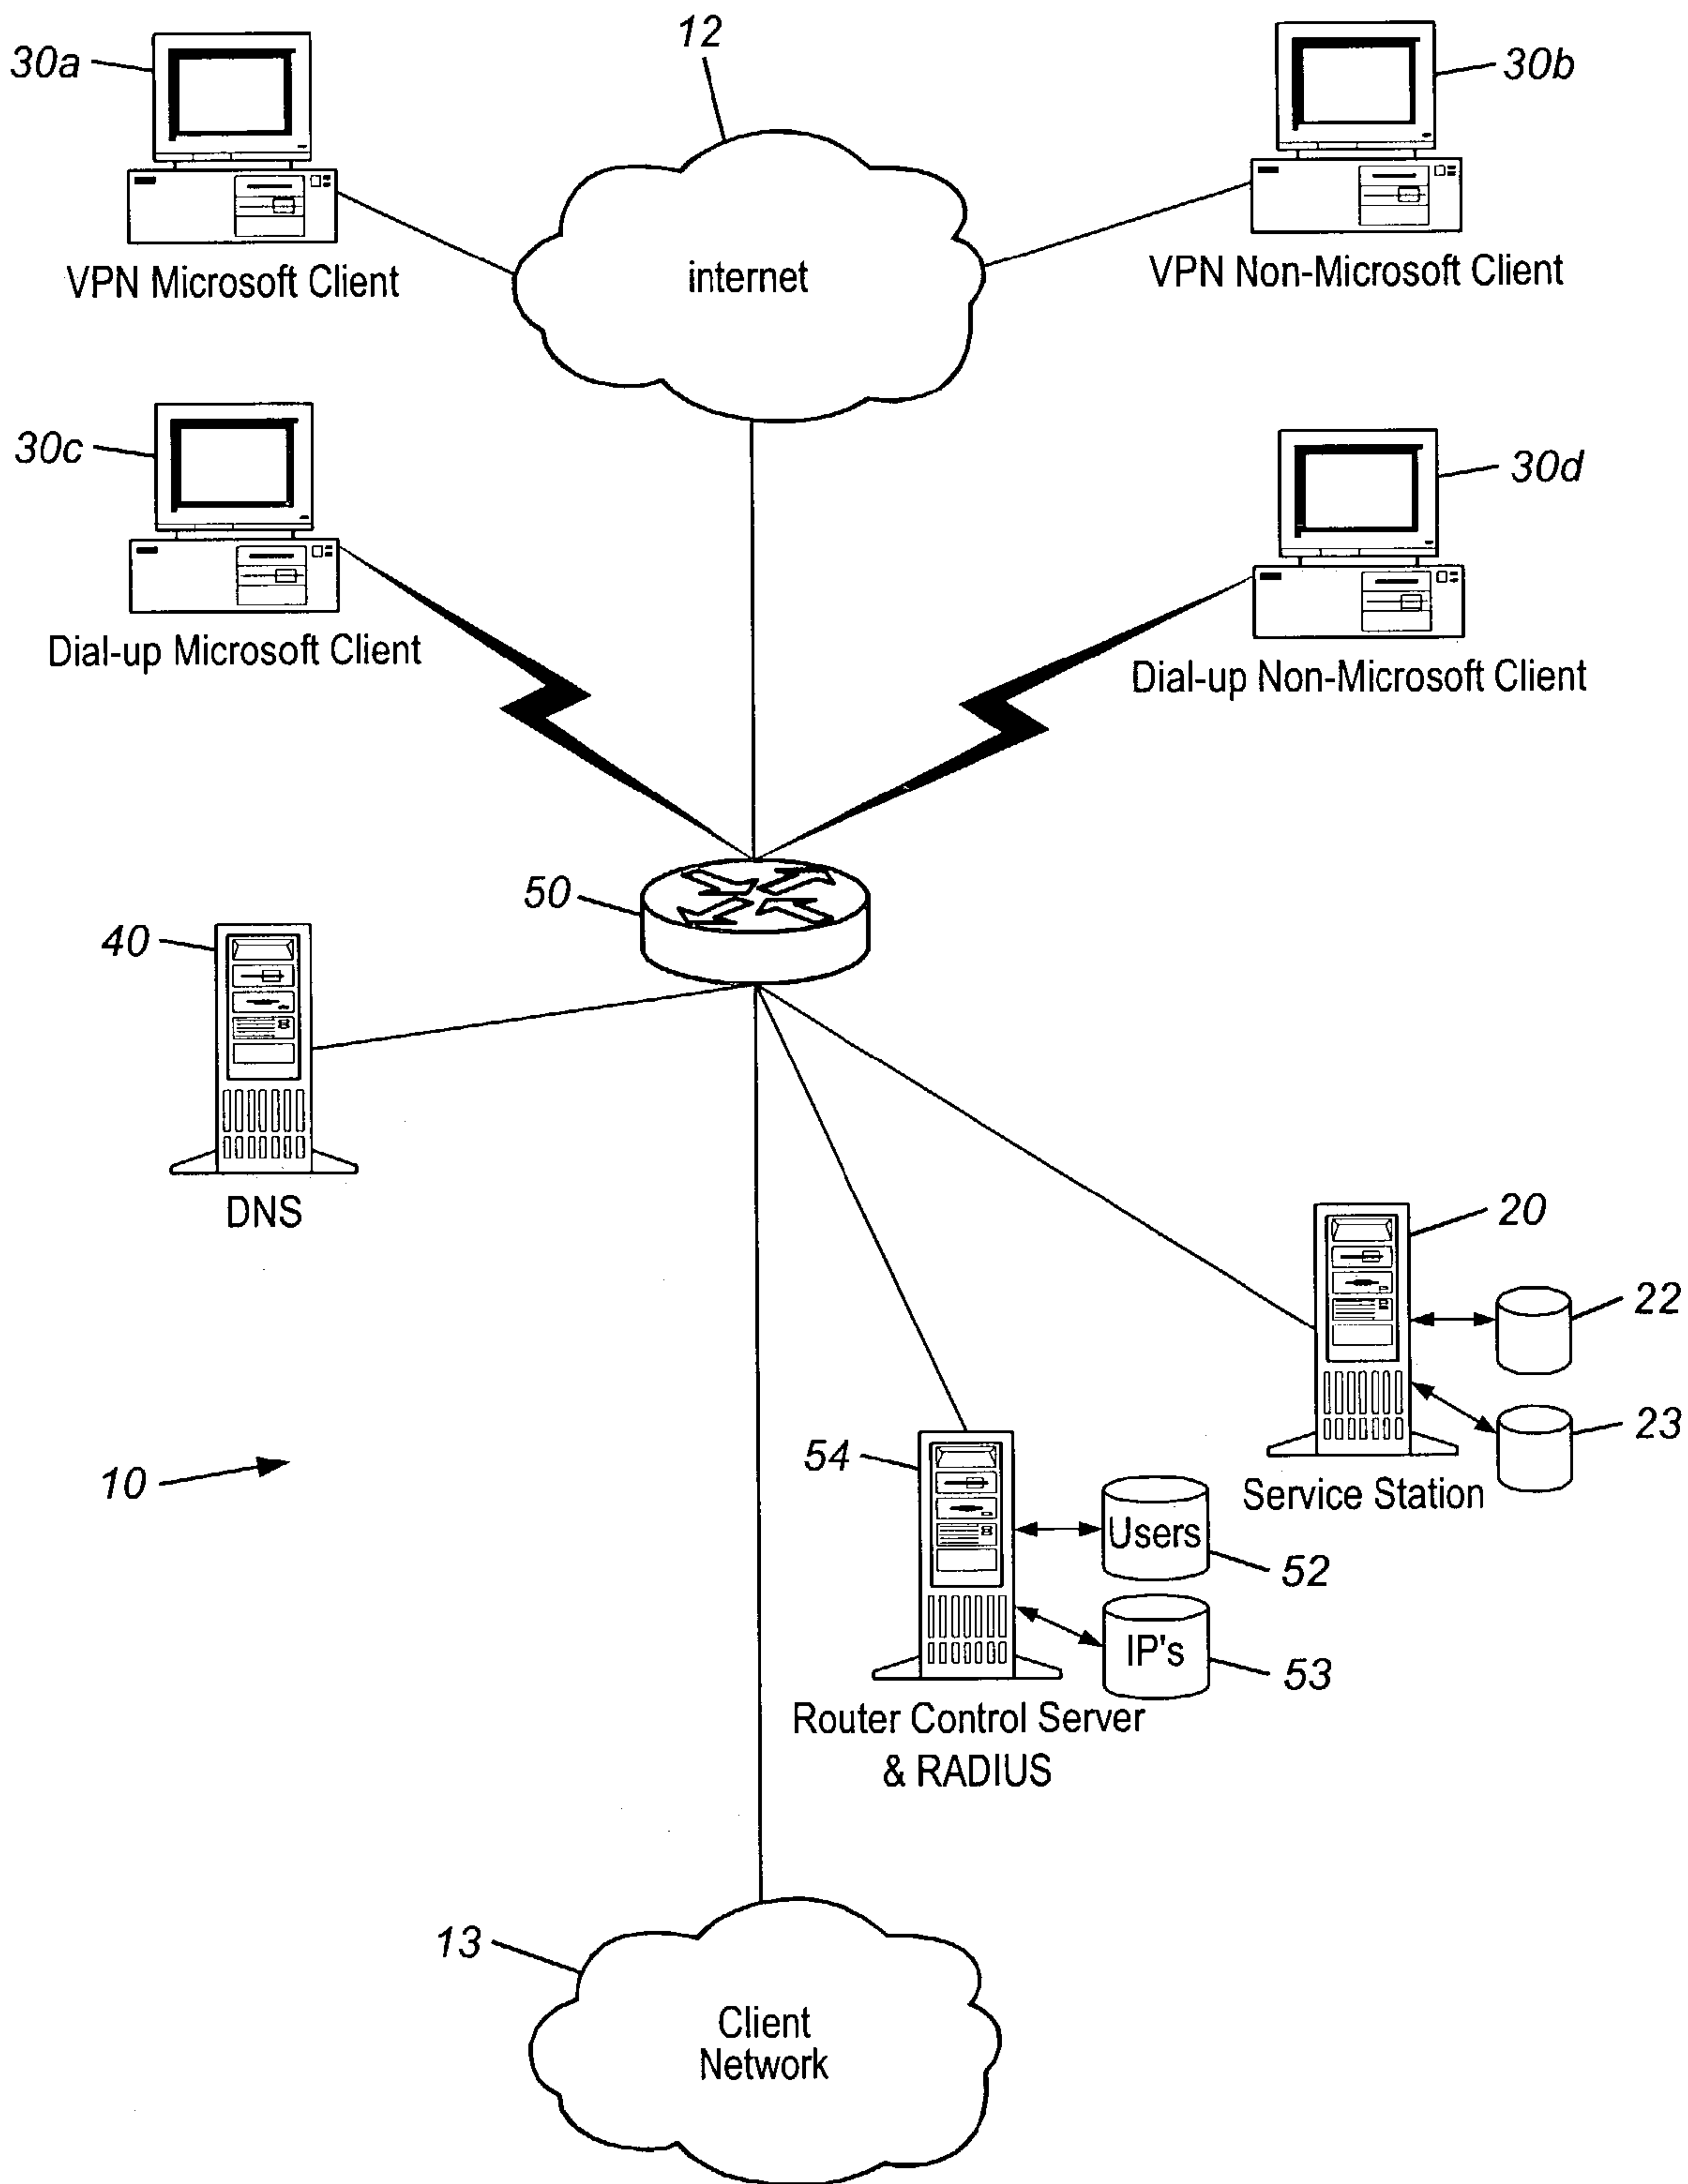 12
30a
30b
internet
VPN Microsoft Client
VPN Non-Microsoft Client
30c
30d
Dial-up Microsoft Client
Dial-up Non-Microsoft Client
50
40
DNS
20
22
23
Service Station
10
54
Users
52
IP's
53
Router Control Server
& RADIUS
13
Client
Network